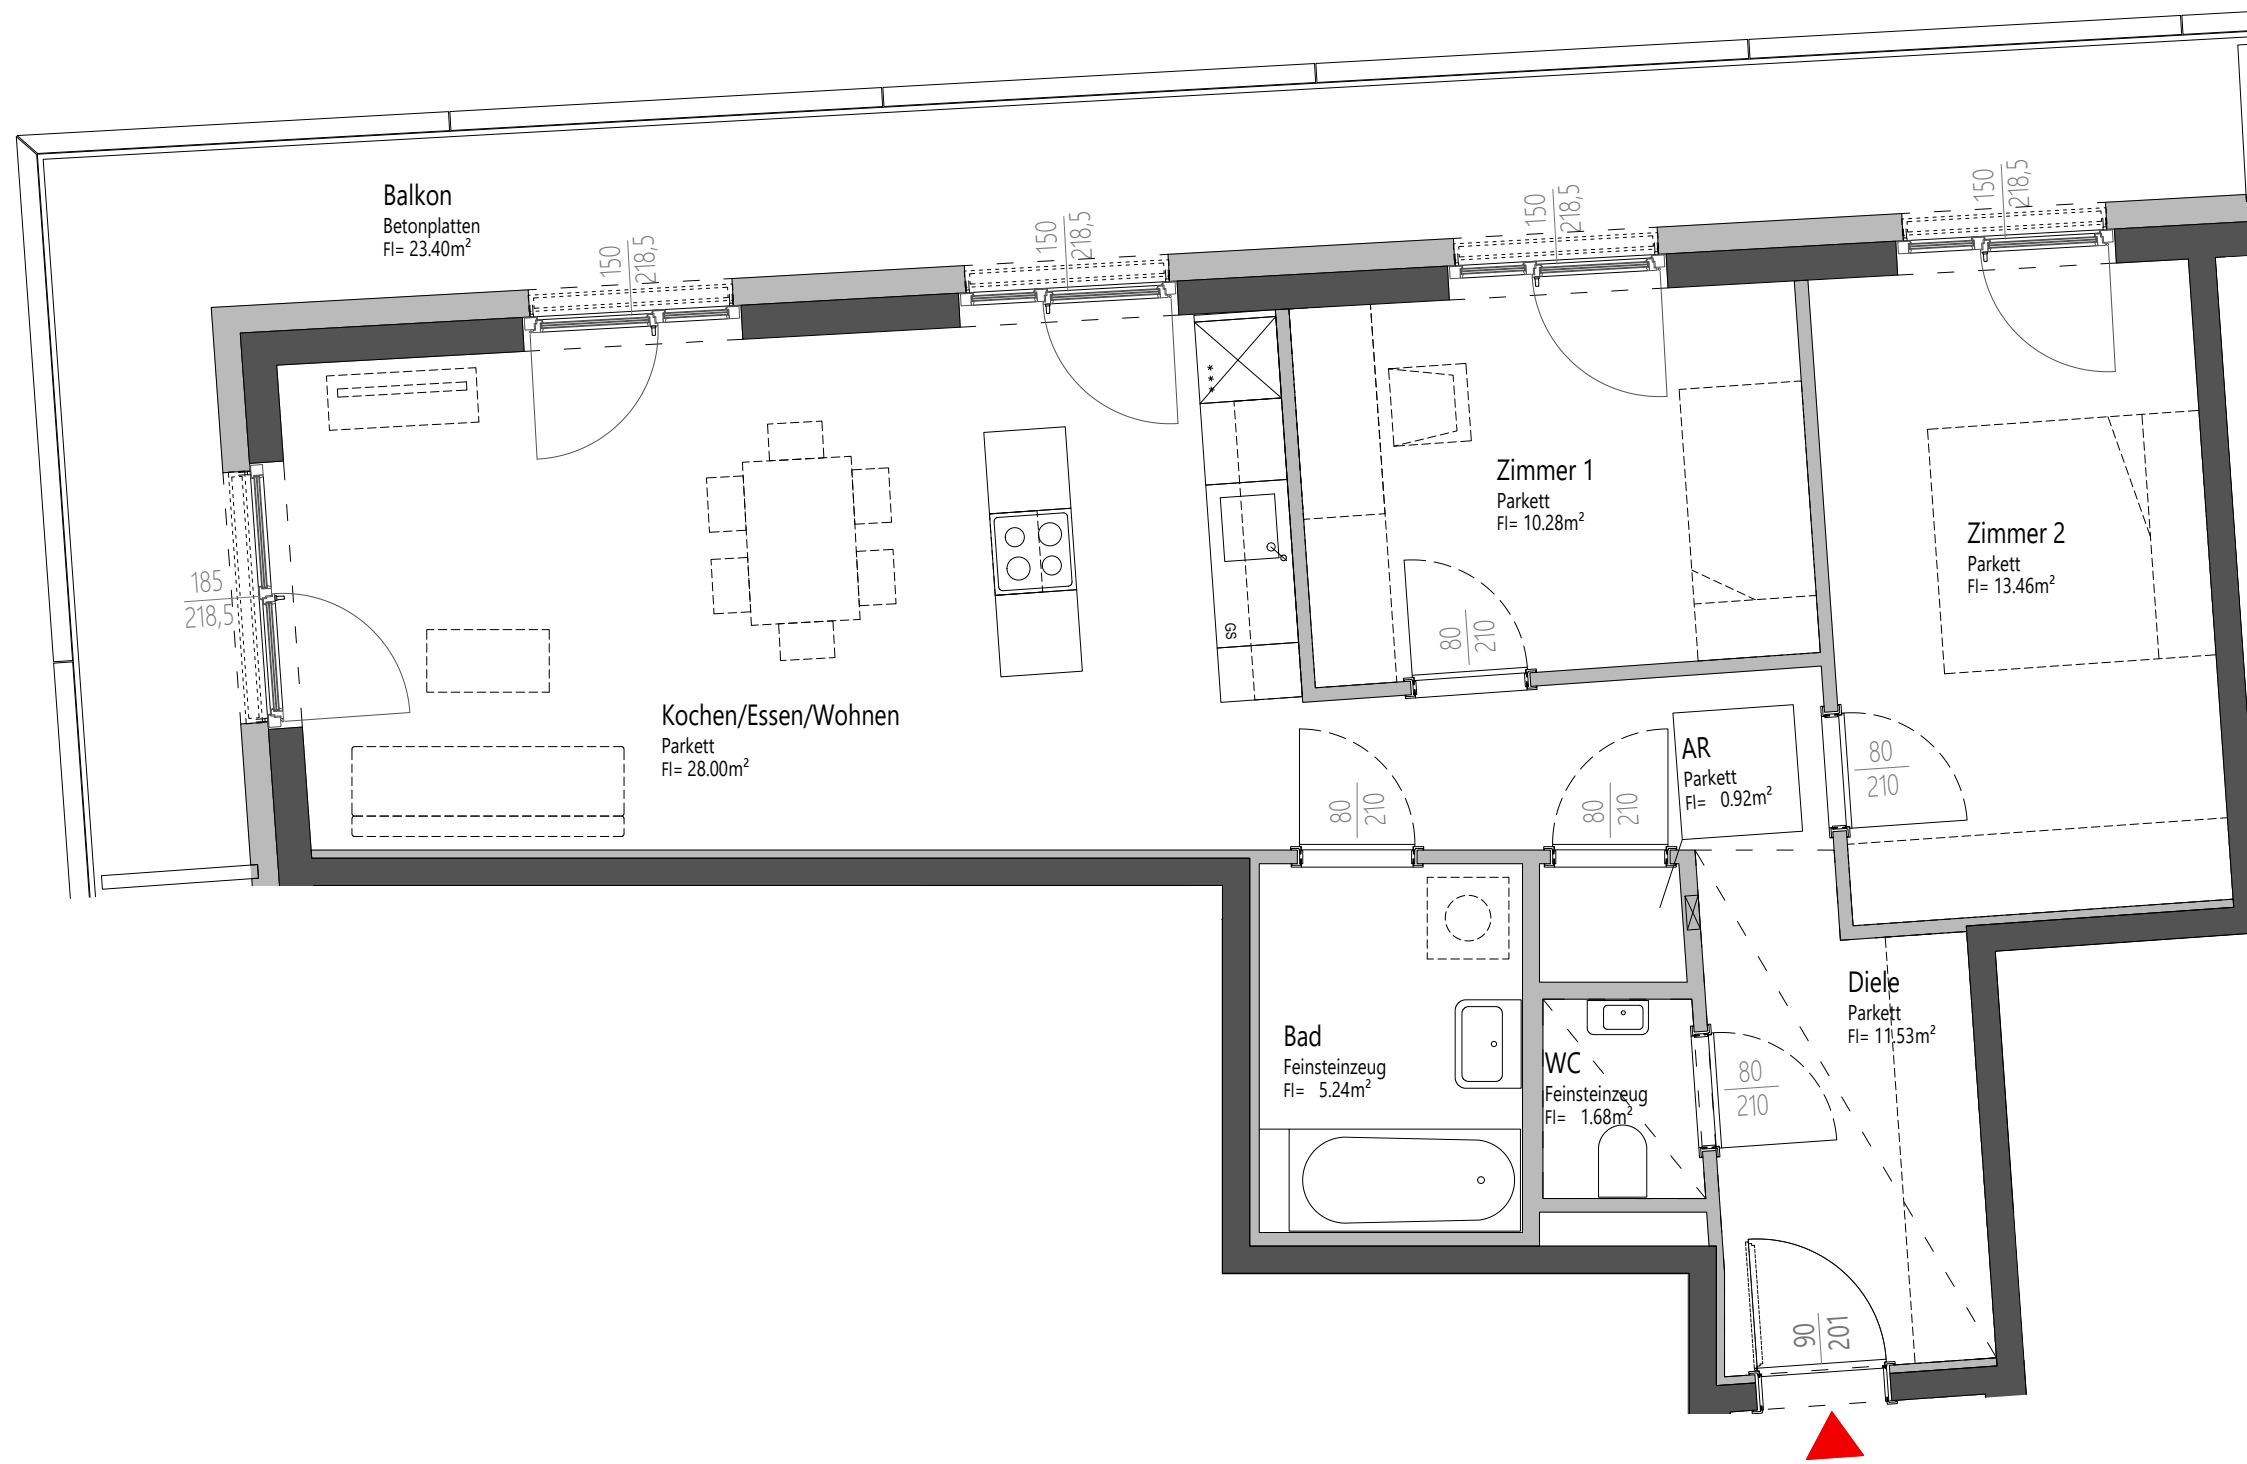 Balkon
Betonplatten
Fl= 23.40m²
150
218,5
150
218,5
150
218,5
150
218,5
185
218,5
***
GS
Kochen/Essen/Wohnen
Parkett
Fl= 28.00m²
Zimmer 1
Parkett
Fl= 10.28m²
80
210
Zimmer 2
Parkett
Fl= 13.46m²
80
210
80
210
AR
Parkett
Fl= 0.92m²
80
210
Bad
Feinsteinzeug
Fl= 5.24m²
WC
Feinsteinzeug
Fl= 1.68m²
80
210
Diele
Parkett
Fl= 11.53m²
90
201